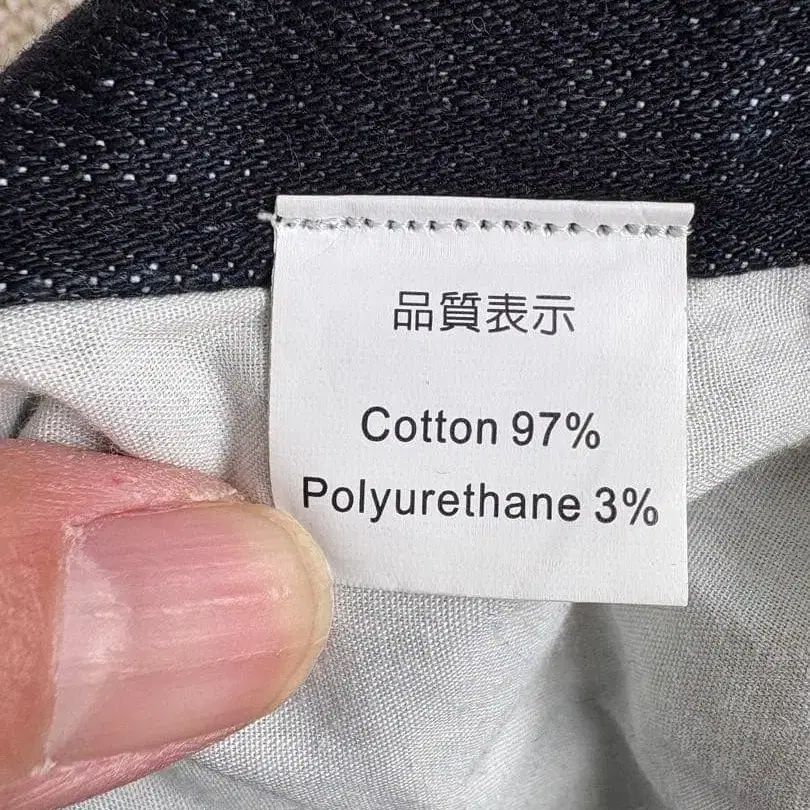 品質表示
Cotton 97%
Polyurethane 3%